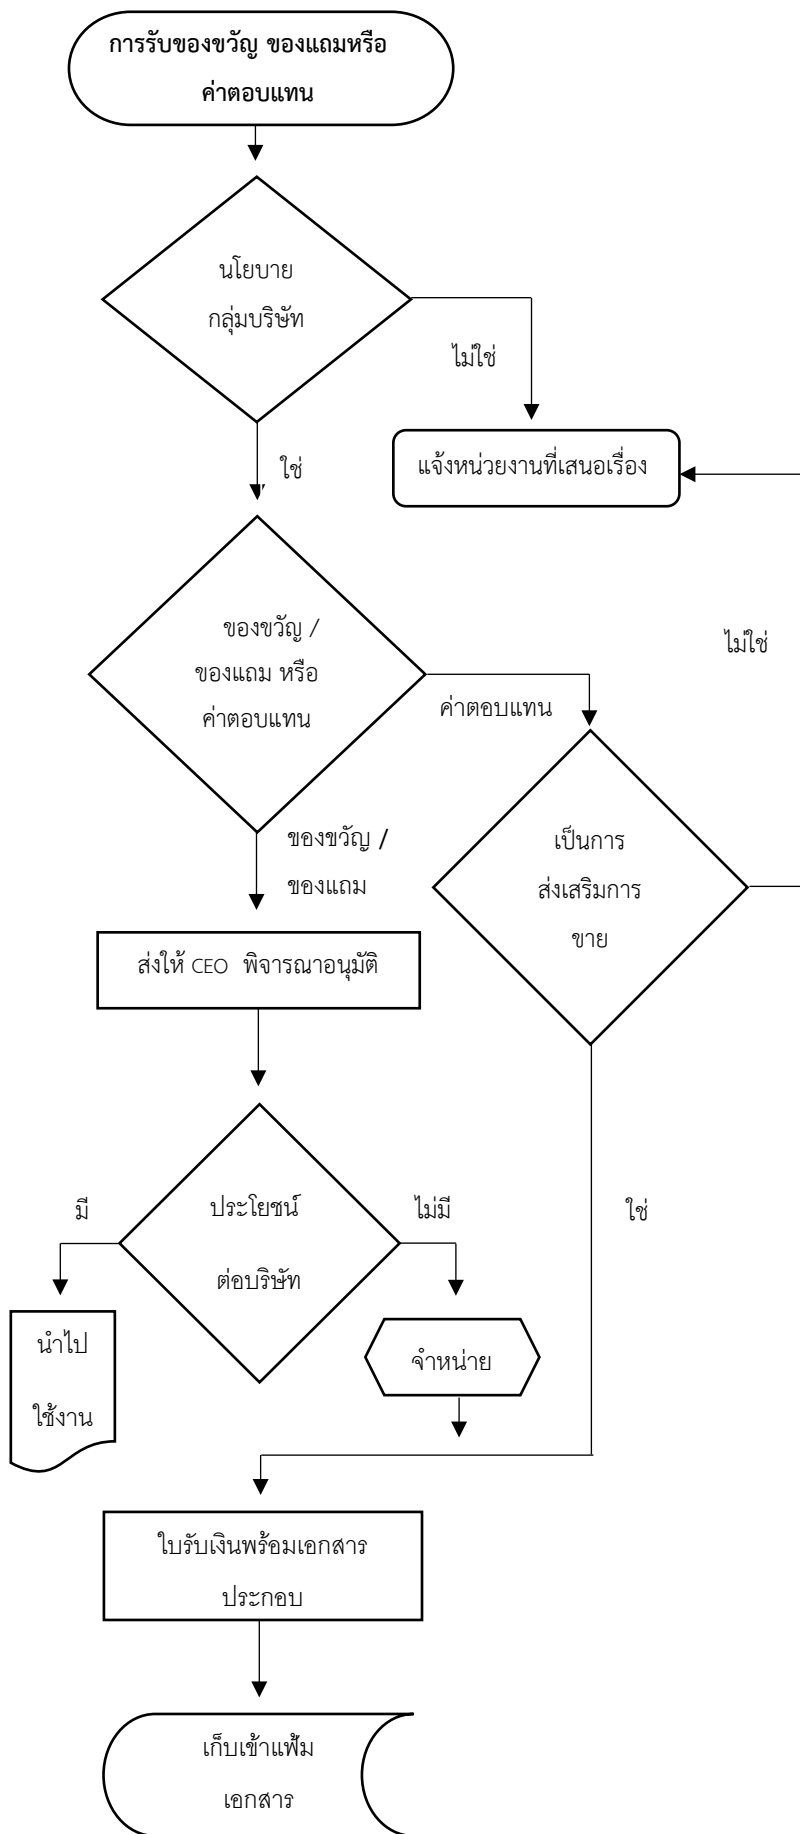 การรับของขวัญ ของแถมหรือ
ค่าตอบแทน
นโยบาย
กลุ่มบริษัท
ไม่ใช่
แจ้งหน่วยงานที่เสนอเรื่อง
ใช่
ของขวัญ /
ของแถม หรือ
ค่าตอบแทน
ไม่ใช่
ค่าตอบแทน
ของขวัญ /
ของแถม
เป็นการ
ส่งเสริมการ
ขาย
ส่งให้ CEO พิจารณาอนุมัติ
มี
ประโยชน์
ต่อบริษัท
ไม่มี
ใช่
นำไป
ใช้งาน
จำหน่าย
ใบรับเงินพร้อมเอกสาร
ประกอบ
เก็บเข้าแฟ้ม
เอกสาร